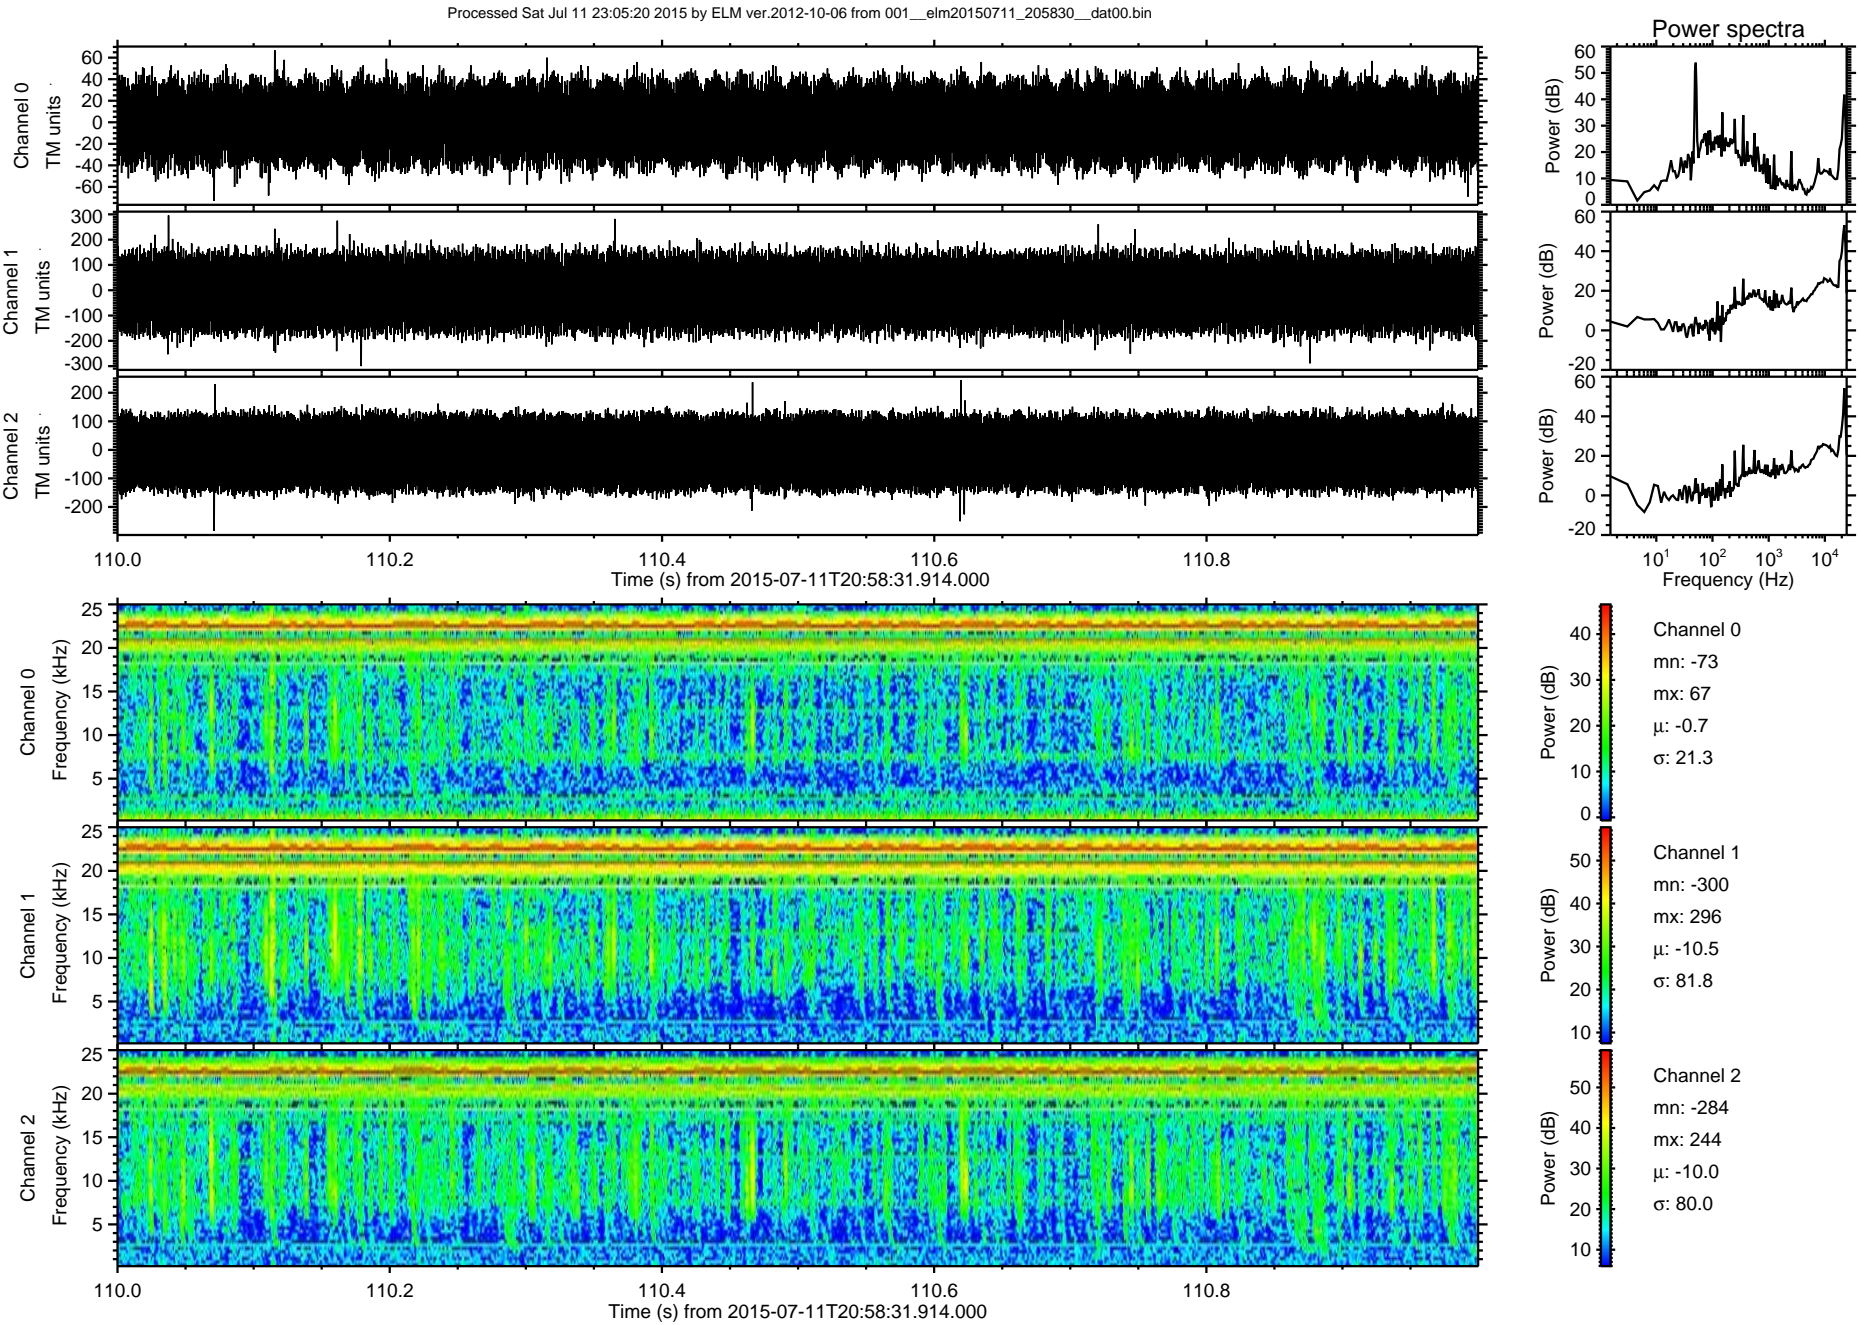 Processed Sat Jul 11 23:05:20 2015 by ELM ver.2012-10-06 from 001__elm20150711_205830__dat00.bin
Power spectra
Channel 0
TM units
60
40
20
0
-20
-40
-60
Power (dB)
60
50
40
30
20
10
0
Channel 1
TM units
300
200
100
0
-100
-200
-300
Power (dB)
60
40
20
0
-20
Channel 2
TM units
200
100
0
-100
-200
Power (dB)
60
40
20
0
-20
110.0 110.2 110.4 110.6 110.8
Time (s) from 2015-07-11T20:58:31.914.000
10¹ 10² 10³ 10⁴
Frequency (Hz)
Channel 0
Frequency (kHz)
25
20
15
10
5
Power (dB)
40
30
20
10
0
Channel 0
mn: -73
mx: 67
μ: -0.7
σ: 21.3
Channel 1
Frequency (kHz)
25
20
15
10
5
Power (dB)
50
40
30
20
10
Channel 1
mn: -300
mx: 296
μ: -10.5
σ: 81.8
Channel 2
Frequency (kHz)
25
20
15
10
5
Power (dB)
50
40
30
20
10
Channel 2
mn: -284
mx: 244
μ: -10.0
σ: 80.0
110.0 110.2 110.4 110.6 110.8
Time (s) from 2015-07-11T20:58:31.914.000